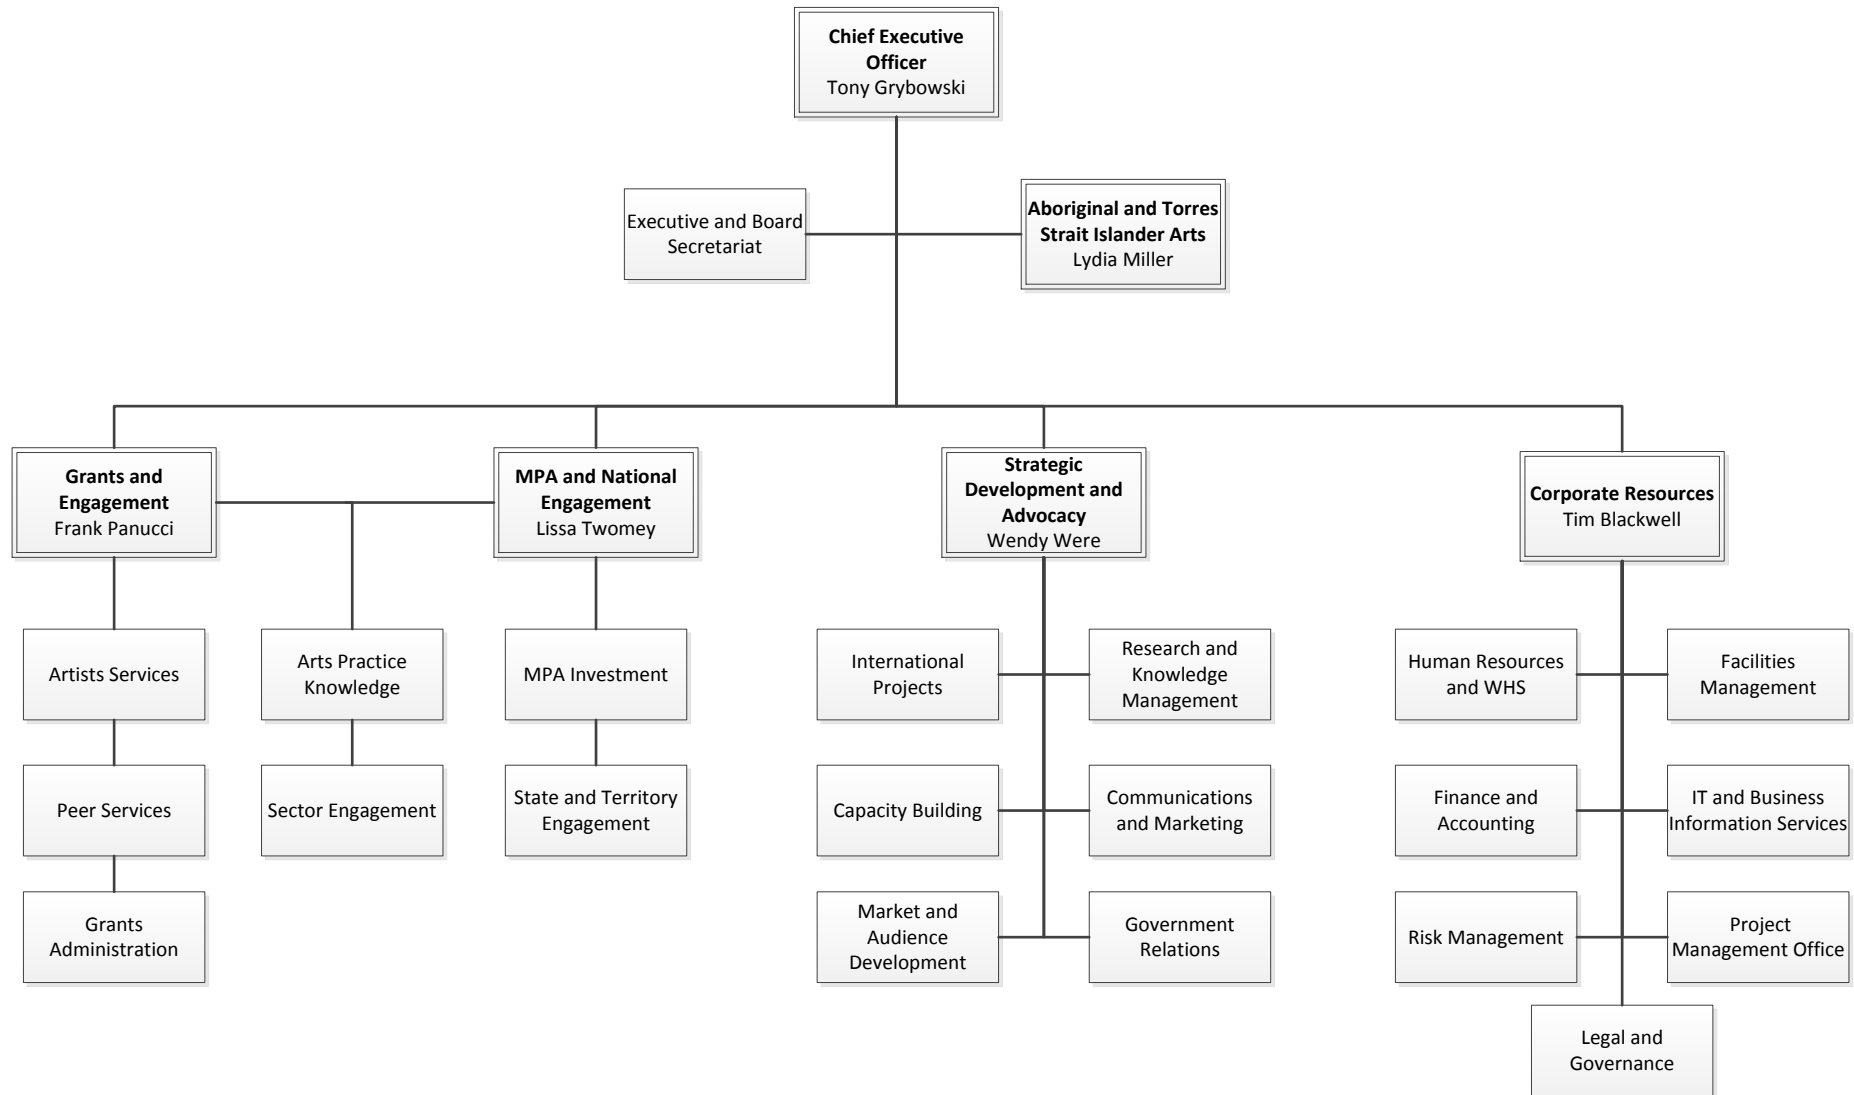 Chief Executive
Officer
Tony Grybowski
Executive and Board
Secretariat
Aboriginal and Torres
Strait Islander Arts
Lydia Miller
Grants and
Engagement
Frank Panucci
MPA and National
Engagement
Lissa Twomey
Strategic
Development and
Advocacy
Wendy Were
Corporate Resources
Tim Blackwell
Artists Services
Arts Practice
Knowledge
MPA Investment
International
Projects
Research and
Knowledge
Management
Human Resources
and WHS
Facilities
Management
Peer Services
Sector Engagement
State and Territory
Engagement
Capacity Building
Communications
and Marketing
Finance and
Accounting
IT and Business
Information Services
Grants
Administration
Market and
Audience
Development
Government
Relations
Risk Management
Project
Management Office
Legal and
Governance